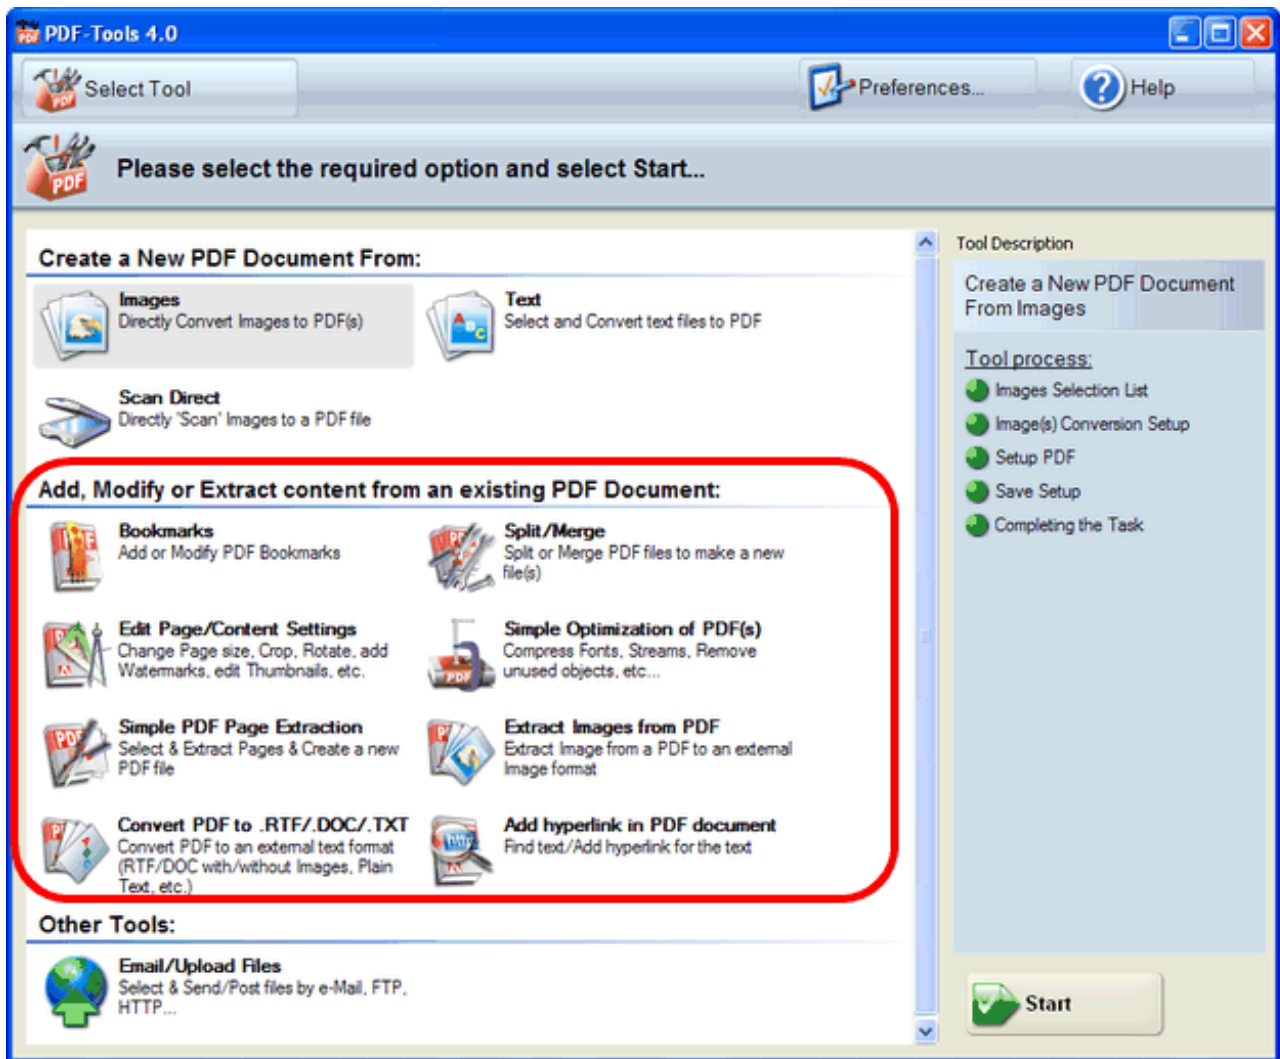 PDF-Tools 4.0
Select Tool
Preferences...
Help
Please select the required option and select Start...
Create a New PDF Document From:
Images
Directly Convert Images to PDF(s)
Text
Select and Convert text files to PDF
Scan Direct
Directly 'Scan' Images to a PDF file
Add, Modify or Extract content from an existing PDF Document:
Bookmarks
Add or Modify PDF Bookmarks
Split/Merge
Split or Merge PDF files to make a new
file(s)
Edit Page/Content Settings
Change Page size, Crop, Rotate, add
Watermarks, edit Thumbnails, etc.
Simple Optimization of PDF(s)
Compress Fonts, Streams, Remove
unused objects, etc...
Simple PDF Page Extraction
Select & Extract Pages & Create a new
PDF file
Extract Images from PDF
Extract Image from a PDF to an external
Image format
Convert PDF to .RTF/.DOC/.TXT
Convert PDF to an external text format
(RTF/DOC with/without Images, Plain
Text, etc.)
Add hyperlink in PDF document
Find text/Add hyperlink for the text
Other Tools:
Email/Upload Files
Select & Send/Post files by e-Mail, FTP,
HTTP...
Tool Description
Create a New PDF Document
From Images
Tool process:
Images Selection List
Image(s) Conversion Setup
Setup PDF
Save Setup
Completing the Task
Start